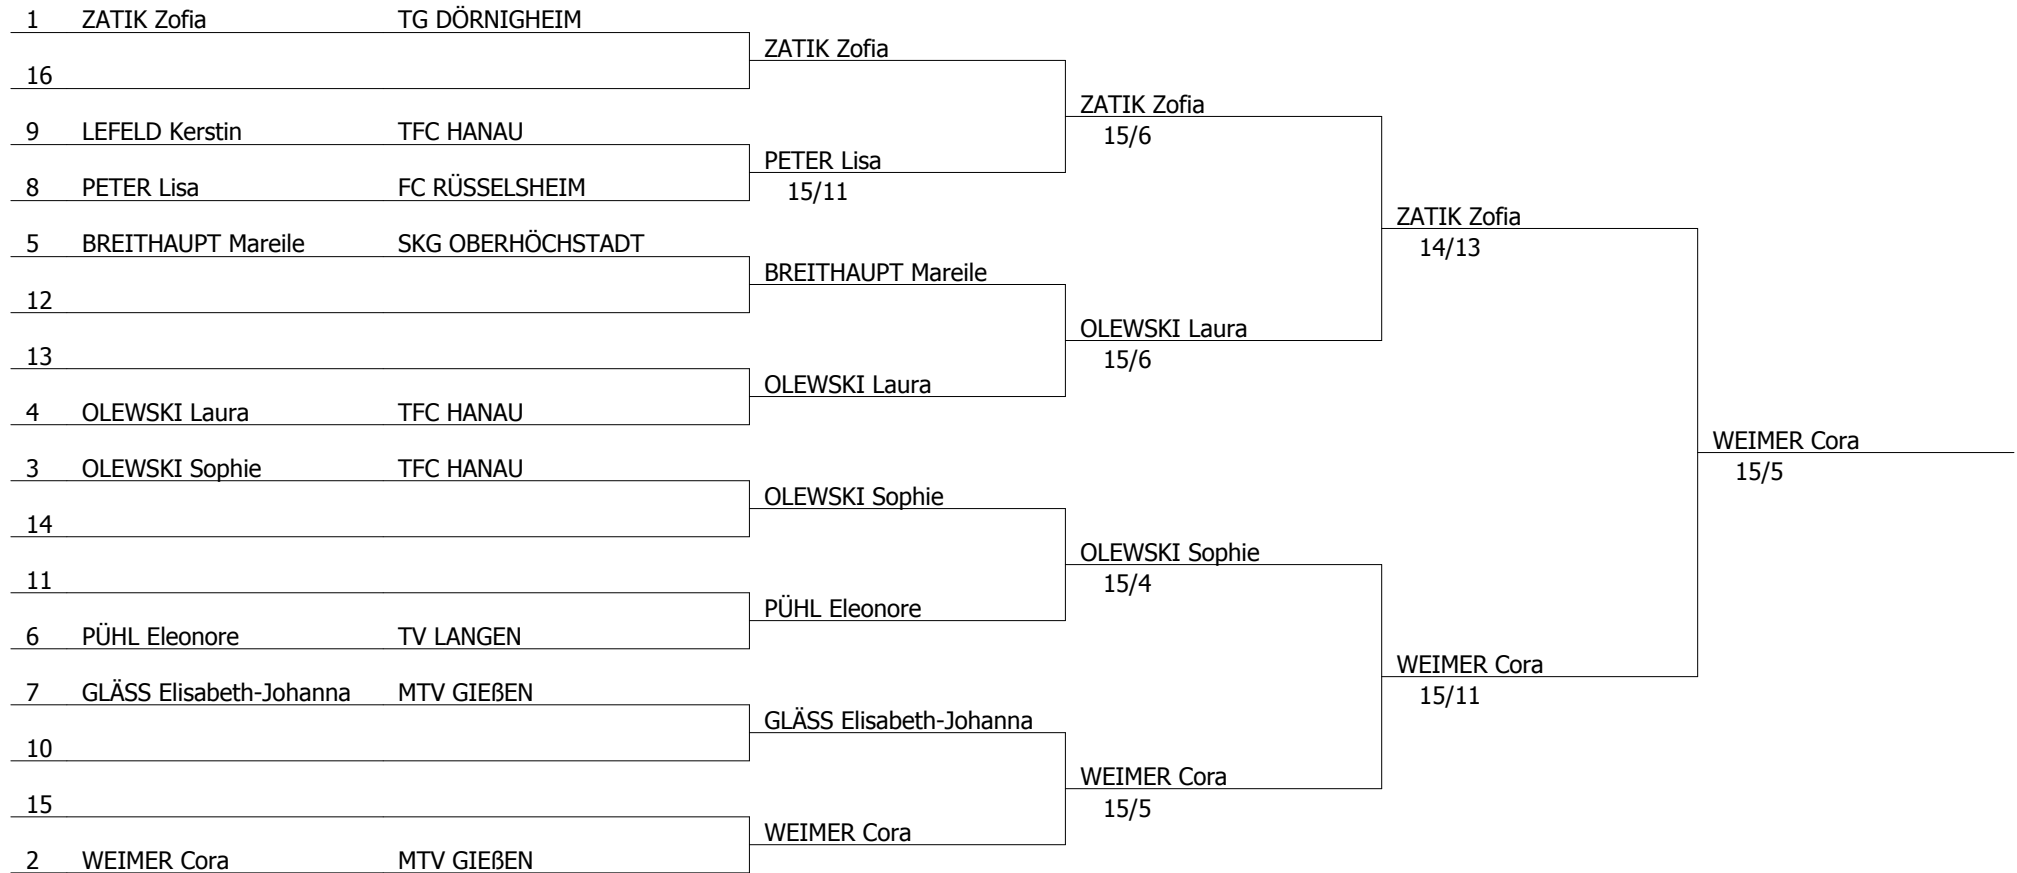 1 ZATIK Zofia TG DÖRNIGHEIM
ZATIK Zofia
16
ZATIK Zofia
15/6
9 LEFELD Kerstin TFC HANAU
PETER Lisa
15/11
8 PETER Lisa FC RÜSSELSHEIM
ZATIK Zofia
14/13
5 BREITHAUPT Mareile SKG OBERHÖCHSTADT
BREITHAUPT Mareile
12
OLEWSKI Laura
15/6
13
OLEWSKI Laura
4 OLEWSKI Laura TFC HANAU
WEIMER Cora
15/5
3 OLEWSKI Sophie TFC HANAU
OLEWSKI Sophie
14
OLEWSKI Sophie
15/4
11
PÜHL Eleonore
6 PÜHL Eleonore TV LANGEN
WEIMER Cora
15/11
7 GLÄSS Elisabeth-Johanna MTV GIEßEN
GLÄSS Elisabeth-Johanna
10
WEIMER Cora
15/5
15
WEIMER Cora
2 WEIMER Cora MTV GIEßEN